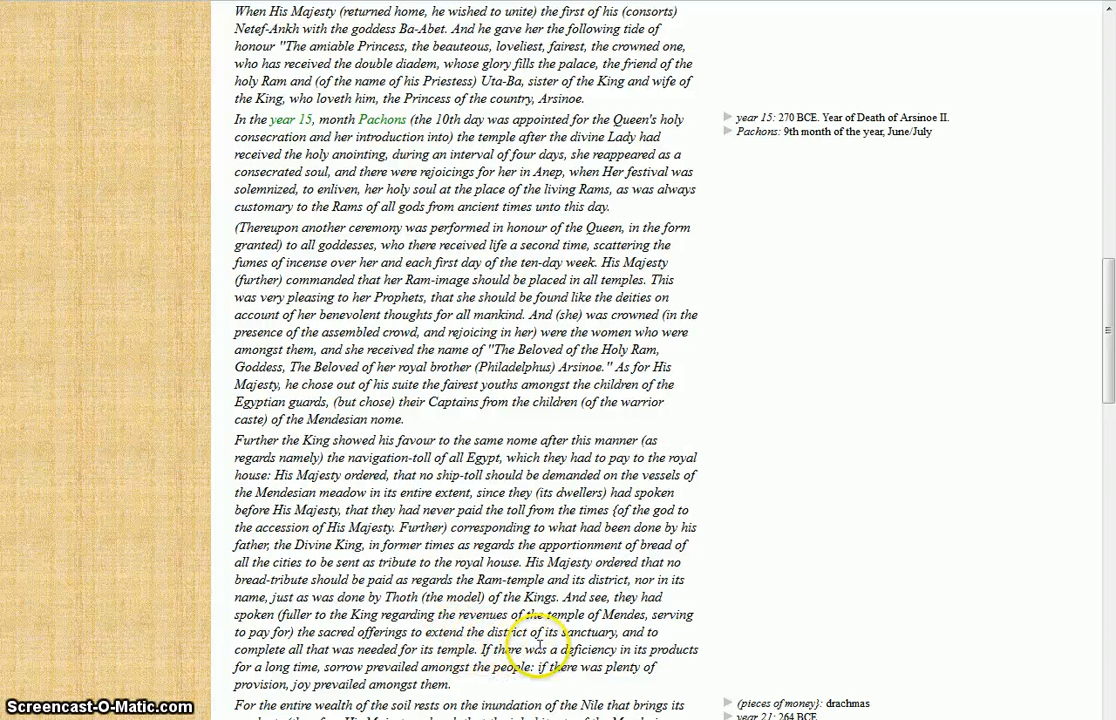 When His Majesty (returned home, he wished to unite) the first of his (consorts)
Netef-Ankh with the goddess Ba-Abet. And he gave her the following tide of
honour "The amiable Princess, the beauteous, loveliest, fairest, the crowned one,
who has received the double diadem, whose glory fills the palace, the friend of the
holy Ram and (of the name of his Priestess) Uta-Ba, sister of the King and wife of
the King, who loveth him, the Princess of the country, Arsinoe.
In the year 15, month Pachons (the 10th day was appointed for the Queen's holy
consecration and her introduction into) the temple after the divine Lady had
received the holy anointing, during an interval of four days, she reappeared as a
consecrated soul, and there were rejoicings for her in Anep, when Her festival was
solemnized, to enliven, her holy soul at the place of the living Rams, as was always
customary to the Rams of all gods from ancient times unto this day.
(Thereupon another ceremony was performed in honour of the Queen, in the form
granted) to all goddesses, who there received life a second time, scattering the
fumes of incense over her and each first day of the ten-day week. His Majesty
(further) commanded that her Ram-image should be placed in all temples. This
was very pleasing to her Prophets, that she should be found like the deities on
account of her benevolent thoughts for all mankind. And (she) was crowned (in the
presence of the assembled crowd, and rejoicing in her) were the women who were
amongst them, and she received the name of "The Beloved of the Holy Ram,
Goddess, The Beloved of her royal brother (Philadelphus) Arsinoe." As for His
Majesty, he chose out of his suite the fairest youths amongst the children of the
Egyptian guards, (but chose) their Captains from the children (of the warrior
caste) of the Mendesian nome.
Further the King showed his favour to the same nome after this manner (as
regards namely) the navigation-toll of all Egypt, which they had to pay to the royal
house: His Majesty ordered, that no ship-toll should be demanded on the vessels of
the Mendesian meadow in its entire extent, since they (its dwellers) had spoken
before His Majesty, that they had never paid the toll from the times {of the god to
the accession of His Majesty. Further) corresponding to what had been done by his
father, the Divine King, in former times as regards the apportionment of bread of
all the cities to be sent as tribute to the royal house. His Majesty ordered that no
bread-tribute should be paid as regards the Ram-temple and its district, nor in its
name, just as was done by Thoth (the model) of the Kings. And see, they had
spoken (fuller to the King regarding the revenues of the temple of Mendes, serving
to pay for) the sacred offerings to extend the district of its sanctuary, and to
complete all that was needed for its temple. If there was a deficiency in its products
for a long time, sorrow prevailed amongst the people: if there was plenty of
provision, joy prevailed amongst them.
For the entire wealth of the soil rests on the inundation of the Nile that brings its
year 15: 270 BCE. Year of Death of Arsinoe II.
Pachons: 9th month of the year, June/July
(pieces of money}: drachmas
year 21: 264 BCE
Screencast-O-Matic.com